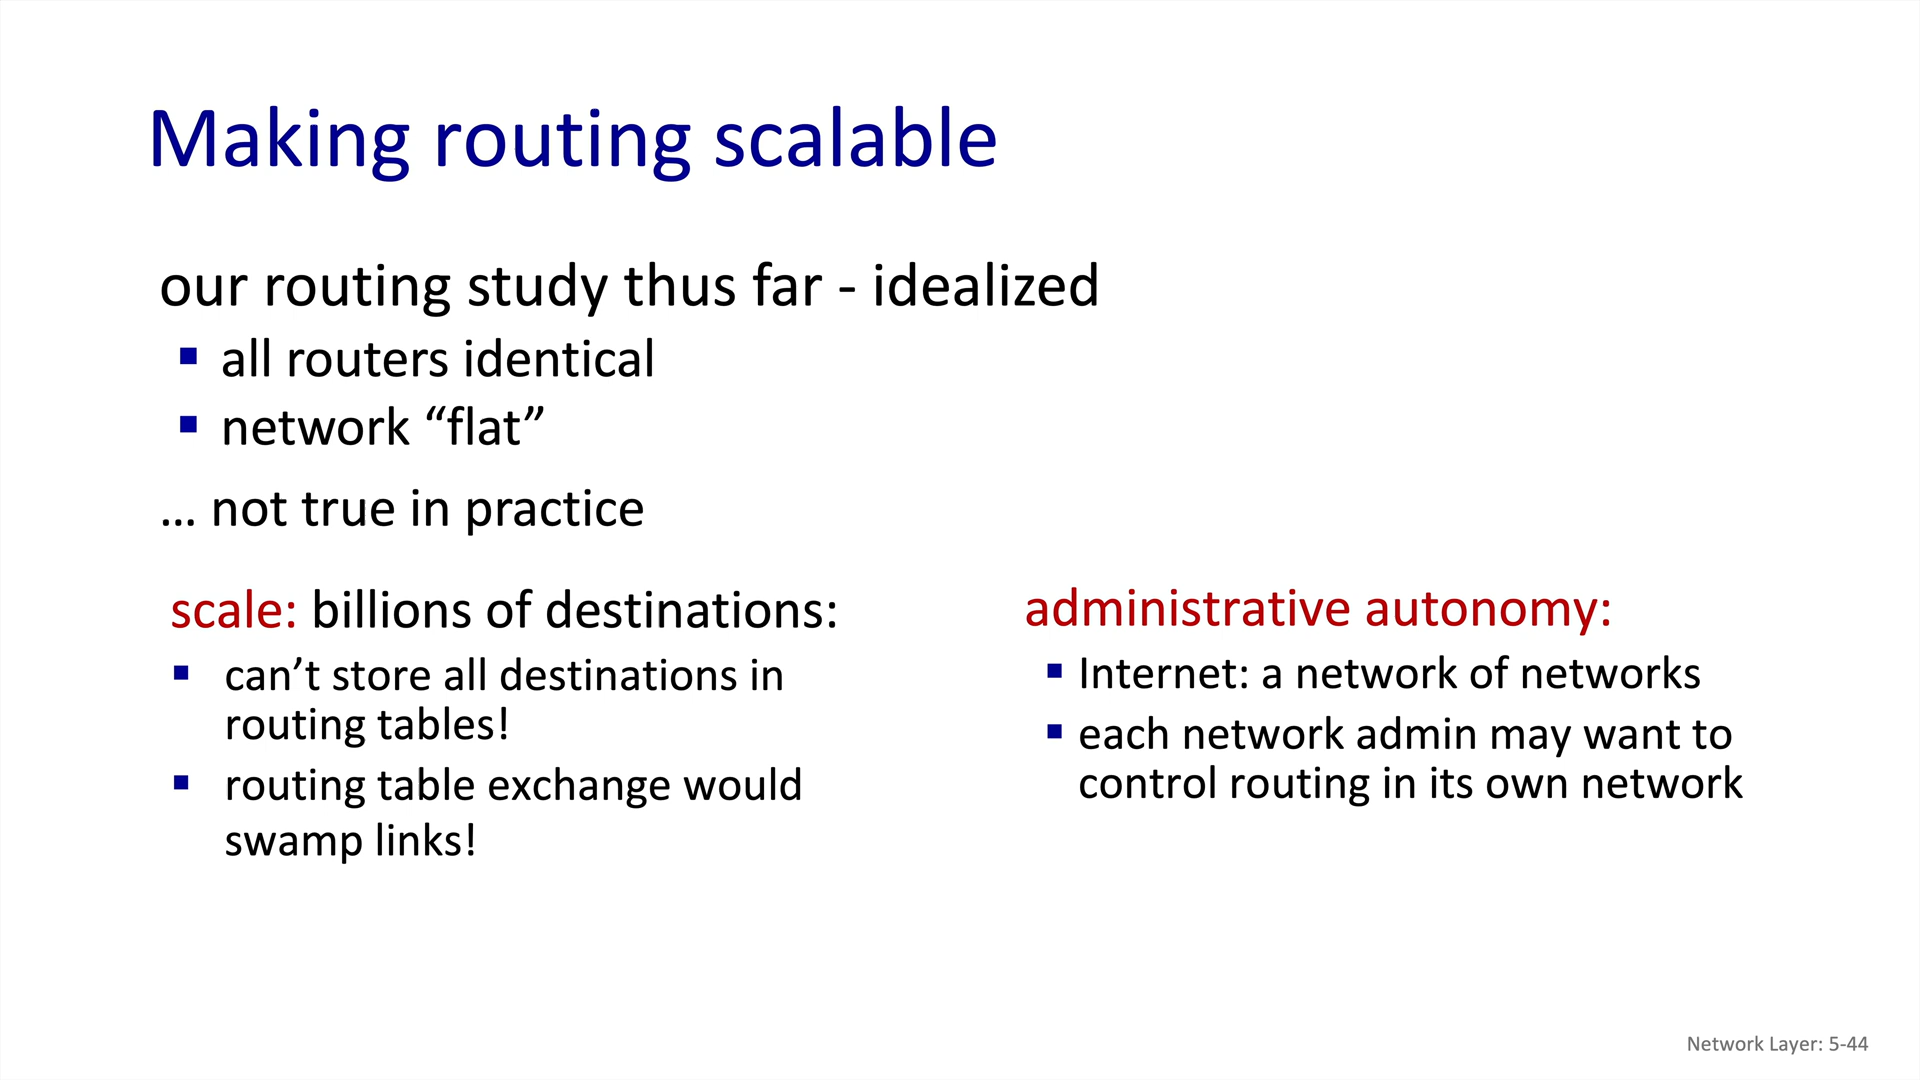 Making routing scalable
our routing study thus far - idealized
▪ all routers identical
▪ network “flat”
… not true in practice
scale: billions of destinations:
▪ can’t store all destinations in
routing tables!
▪ routing table exchange would
swamp links!
administrative autonomy:
▪ Internet: a network of networks
▪ each network admin may want to
control routing in its own network
Network Layer: 5-44